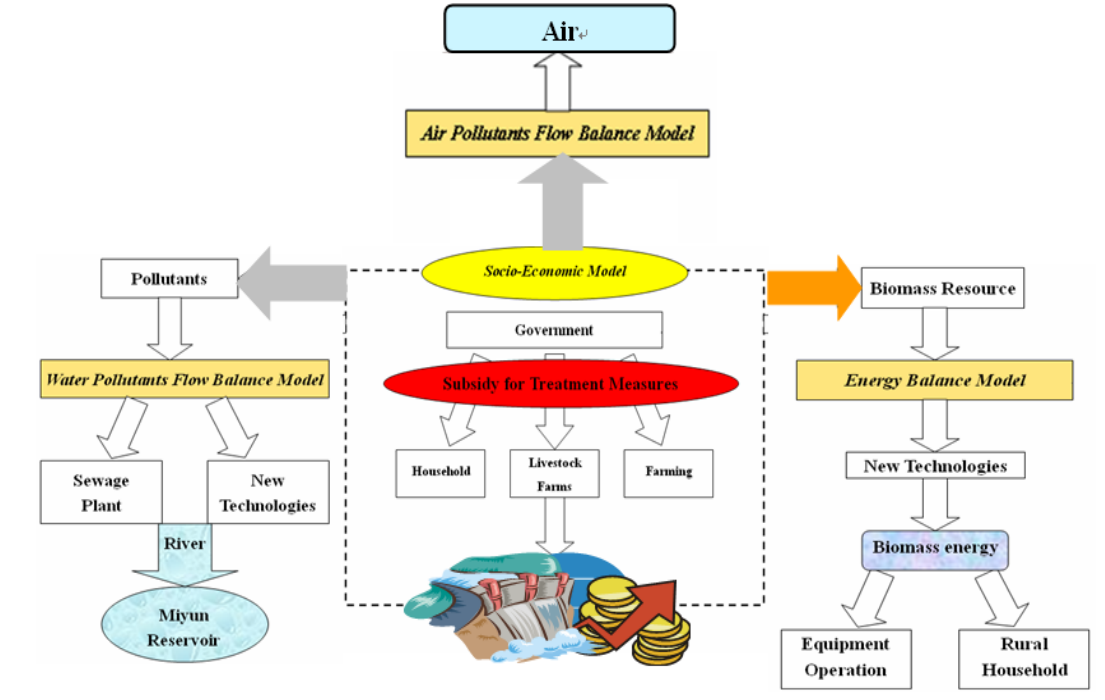 Air
Air Pollutants Flow Balance Model
Socio-Economic Model
Pollutants
Biomass Resource
Government
Water Pollutants Flow Balance Model
Subsidy for Treatment Measures
Energy Balance Model
Household
Livestock
Farms
Farming
New Technologies
Sewage
Plant
New
Technologies
River
Biomass energy
Miyun
Reservoir
Equipment
Operation
Rural
Household